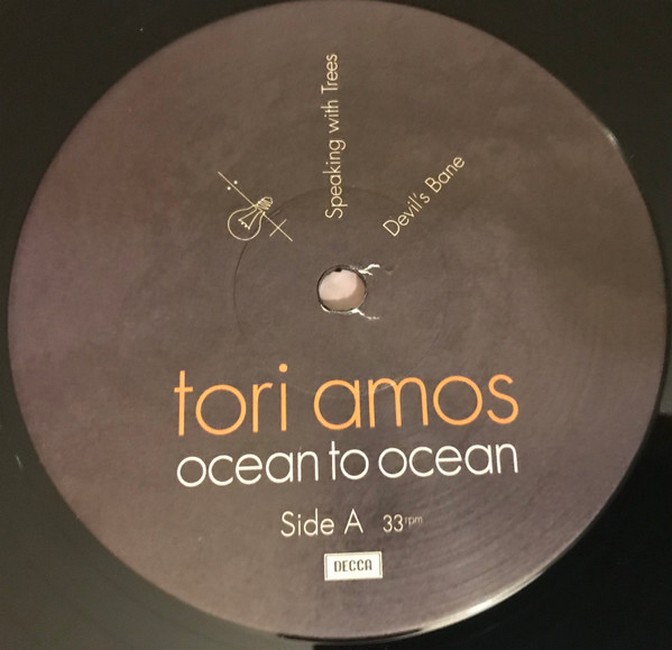 Speaking with Trees
Devil's Bane
tori amos
ocean to ocean
Side A 33rpm
DECCA